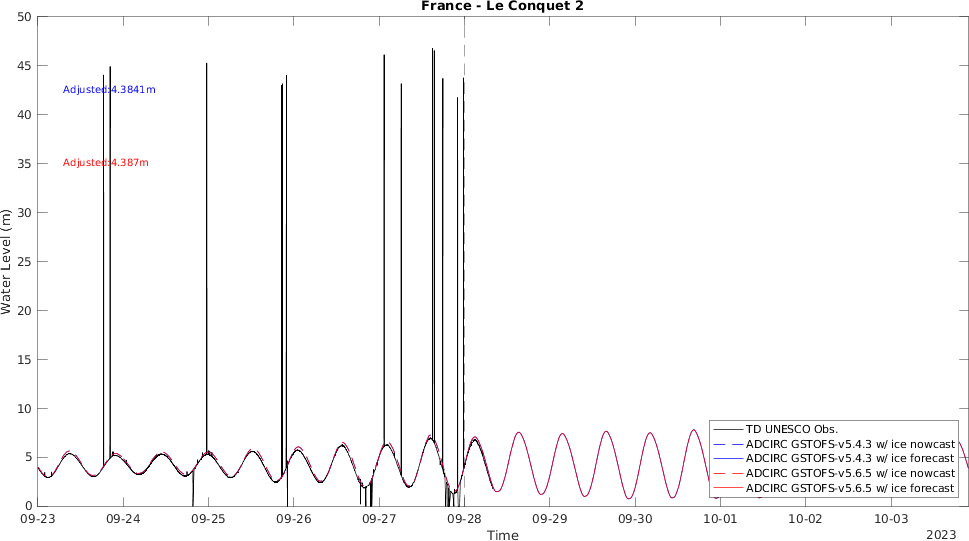 France - Le Conquet 2
50
45
40
35
30
25
20
15
10
5
0
Water Level (m)
Adjusted:4.3841m
Adjusted:4.387m
TD UNESCO Obs.
ADCIRC GSTOFS-v5.4.3 w/ ice nowcast
ADCIRC GSTOFS-v5.4.3 w/ ice forecast
ADCIRC GSTOFS-v5.6.5 w/ ice nowcast
ADCIRC GSTOFS-v5.6.5 w/ ice forecast
09-23 09-24 09-25 09-26 09-27 09-28 09-29 09-30 10-01 10-02 10-03
Time
2023